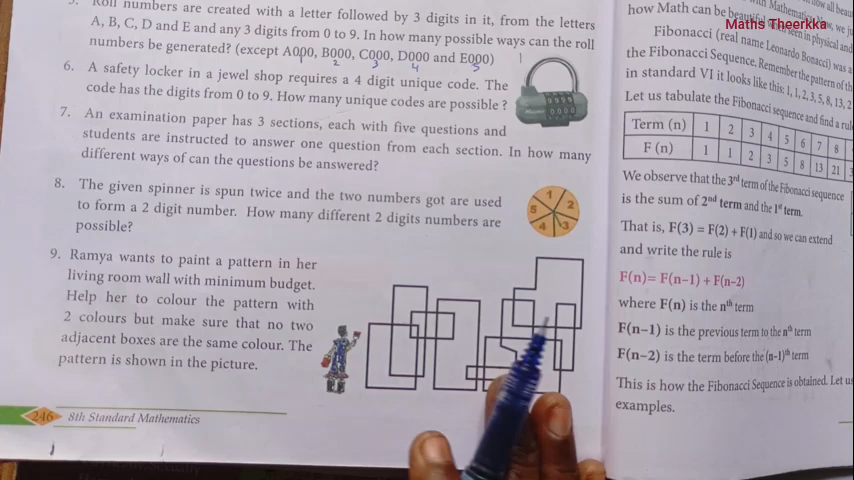 Roll numbers are created with a letter followed by 3 digits in it, from the letters
A, B, C, D and E and any 3 digits from 0 to 9. In how many possible ways can the roll
numbers be generated? (except A000, B000, C000, D000 and E000)
1 2 3 4 5
6. A safety locker in a jewel shop requires a 4 digit unique code. The
code has the digits from 0 to 9. How many unique codes are possible ?
7. An examination paper has 3 sections, each with five questions and
students are instructed to answer one question from each section. In how many
different ways of can the questions be answered?
8. The given spinner is spun twice and the two numbers got are used
to form a 2 digit number. How many different 2 digits numbers are
possible?
1 2 3 4 5
9. Ramya wants to paint a pattern in her
living room wall with minimum budget.
Help her to colour the pattern with
2 colours but make sure that no two
adjacent boxes are the same colour. The
pattern is shown in the picture.
246 8th Standard Mathematics
Maths Theerkka
how Math can be beautiful
Fibonacci (real name Leonardo Bonacci) was a
the Fibonacci Sequence. Remember the pattern of th
in standard VI it looks like this: 1, 1, 2, 3, 5, 8, 13, 2
Let us tabulate the Fibonacci sequence and find a rul
Term (n) 1 2 3 4 5 6 7 8
F (n) 1 1 2 3 5 8 13 21
We observe that the 3rd term of the Fibonacci sequence
is the sum of 2nd term and the 1st term.
That is, F(3) = F(2) + F(1) and so we can extend
and write the rule is
F(n)= F(n−1) + F(n−2)
where F(n) is the nth term
F(n−1) is the previous term to the nth term
F(n−2) is the term before the (n-1)th term
This is how the Fibonacci Sequence is obtained. Let u
examples.